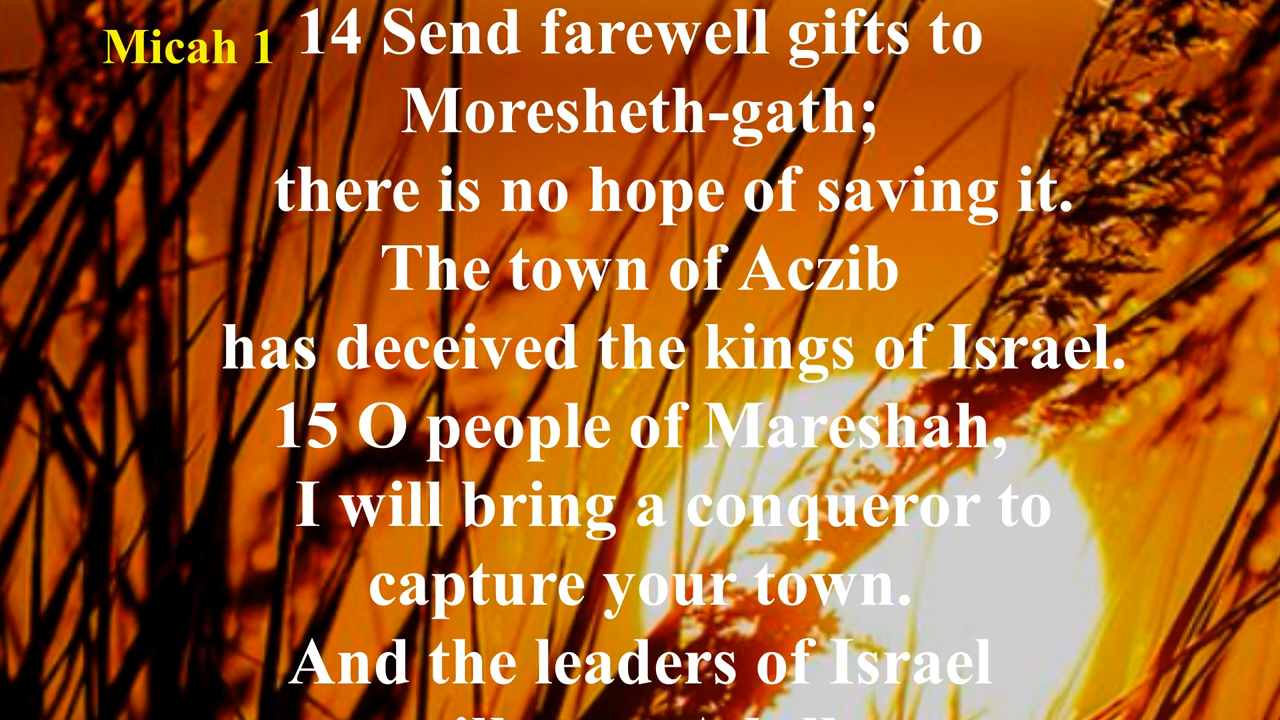 Micah 1
14 Send farewell gifts to
Moresheth-gath;
there is no hope of saving it.
The town of Aczib
has deceived the kings of Israel.
15 O people of Mareshah,
I will bring a conqueror to
capture your town.
And the leaders of Israel